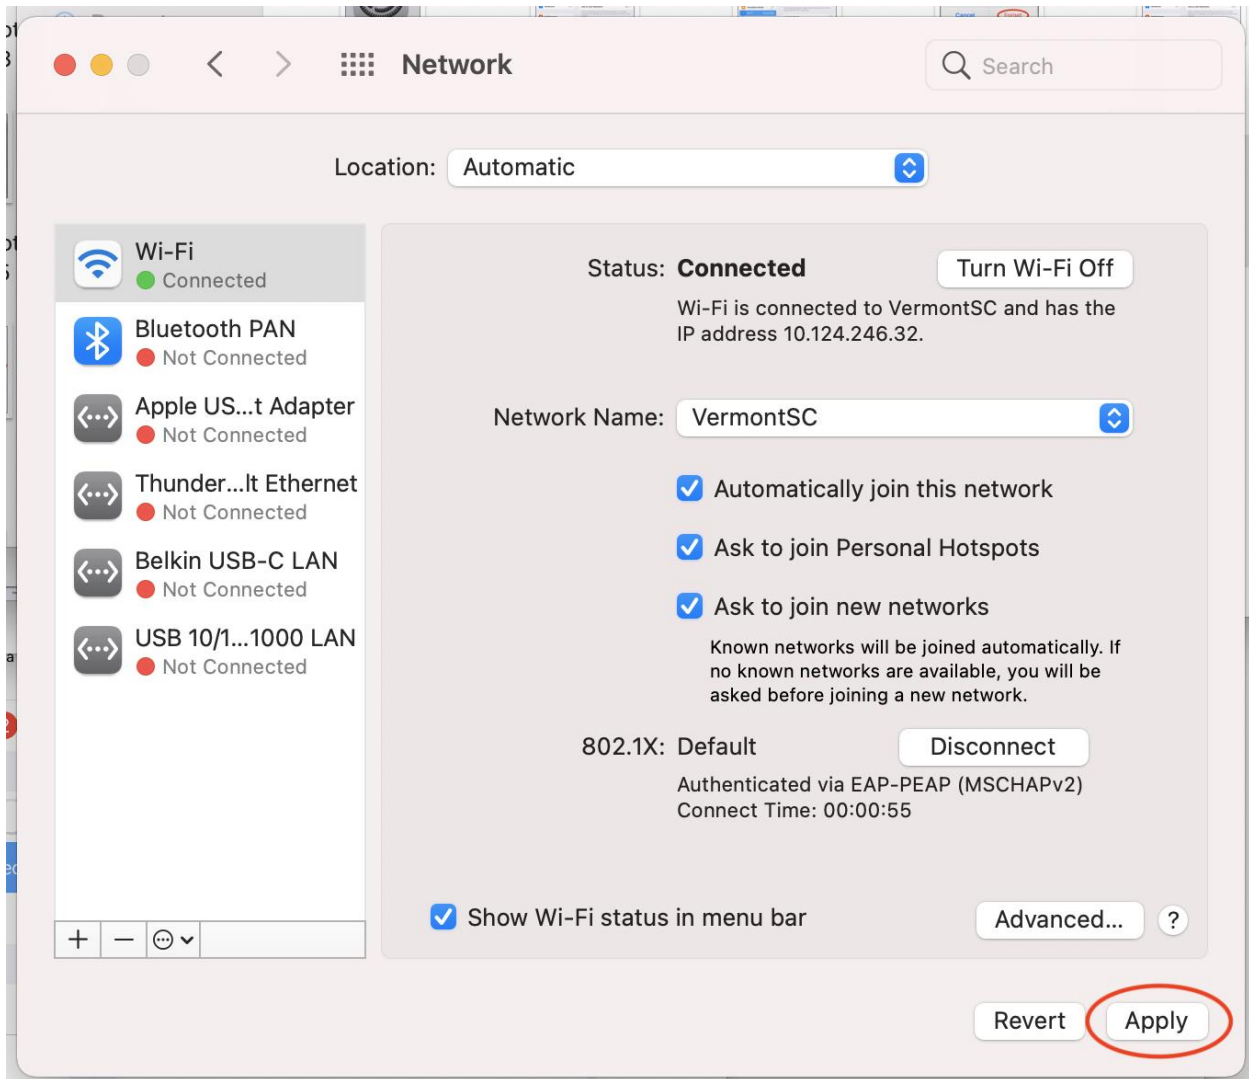 Network
Search
Location: Automatic
Wi-Fi
Connected
Bluetooth PAN
Not Connected
Apple US...t Adapter
Not Connected
Thunder...lt Ethernet
Not Connected
Belkin USB-C LAN
Not Connected
USB 10/1...1000 LAN
Not Connected
Status: Connected
Turn Wi-Fi Off
Wi-Fi is connected to VermontSC and has the
IP address 10.124.246.32.
Network Name: VermontSC
Automatically join this network
Ask to join Personal Hotspots
Ask to join new networks
Known networks will be joined automatically. If
no known networks are available, you will be
asked before joining a new network.
802.1X: Default
Disconnect
Authenticated via EAP-PEAP (MSCHAPv2)
Connect Time: 00:00:55
Show Wi-Fi status in menu bar
Advanced...
?
Revert
Apply